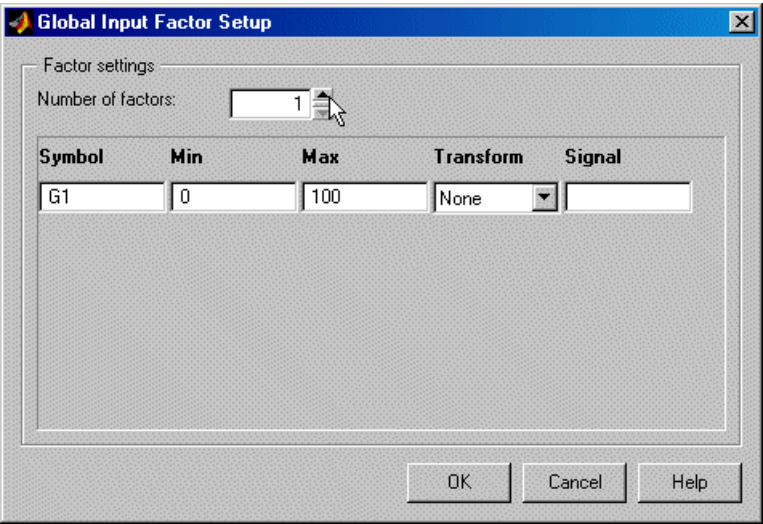 Global Input Factor Setup
Factor settings
Number of factors: 1
Symbol Min Max Transform Signal
G1 0 100 None
OK Cancel Help